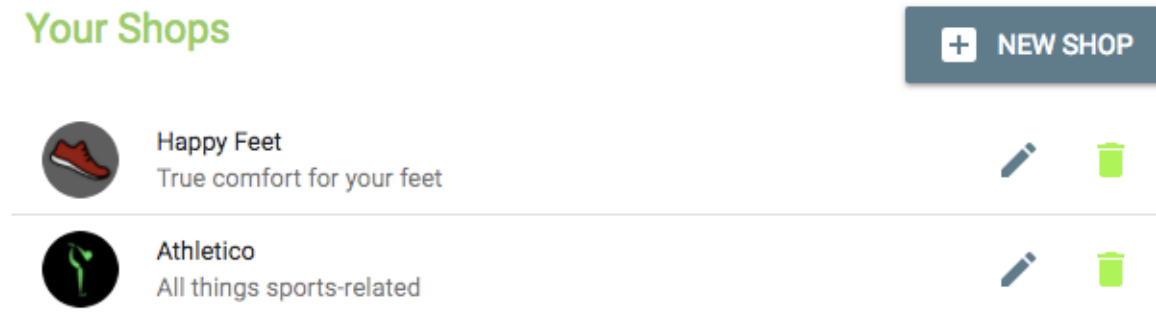 Your Shops
NEW SHOP
Happy Feet
True comfort for your feet
Athletico
All things sports-related